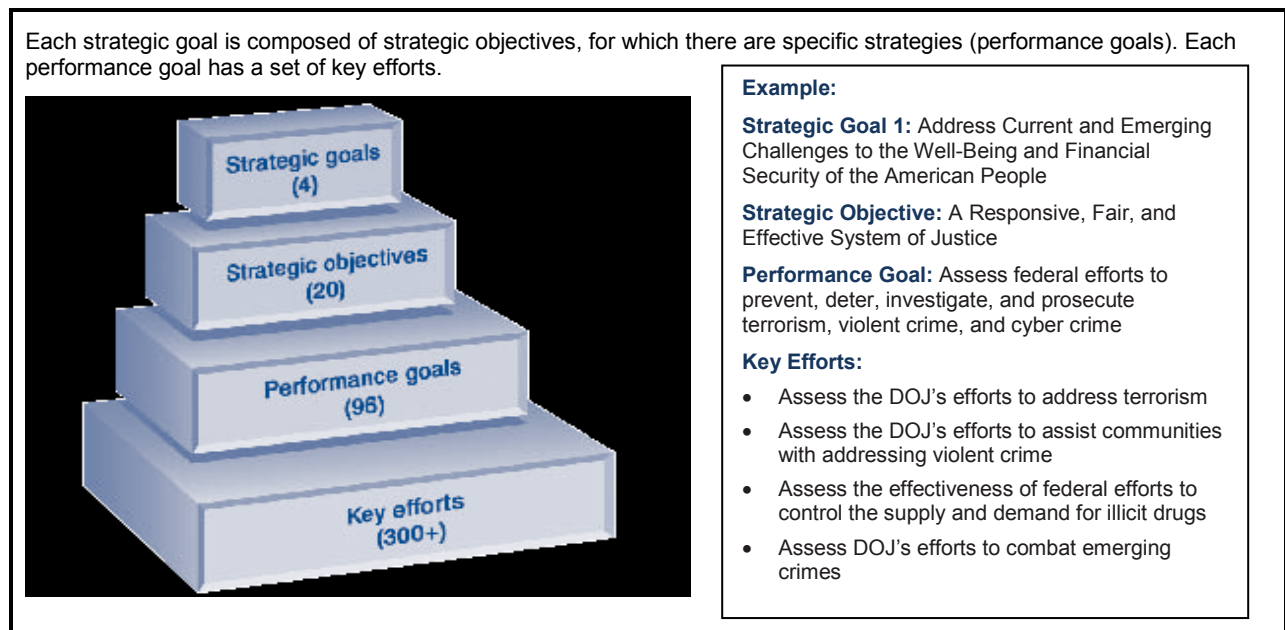 Each strategic goal is composed of strategic objectives, for which there are specific strategies (performance goals). Each
performance goal has a set of key efforts.
Strategic goals
(4)
Strategic objectives
(20)
Performance goals
(96)
Key efforts
(300+)
Example:
Strategic Goal 1: Address Current and Emerging
Challenges to the Well-Being and Financial
Security of the American People
Strategic Objective: A Responsive, Fair, and
Effective System of Justice
Performance Goal: Assess federal efforts to
prevent, deter, investigate, and prosecute
terrorism, violent crime, and cyber crime
Key Efforts:
• Assess the DOJ's efforts to address terrorism
• Assess the DOJ's efforts to assist communities
with addressing violent crime
• Assess the effectiveness of federal efforts to
control the supply and demand for illicit drugs
• Assess DOJ's efforts to combat emerging
crimes